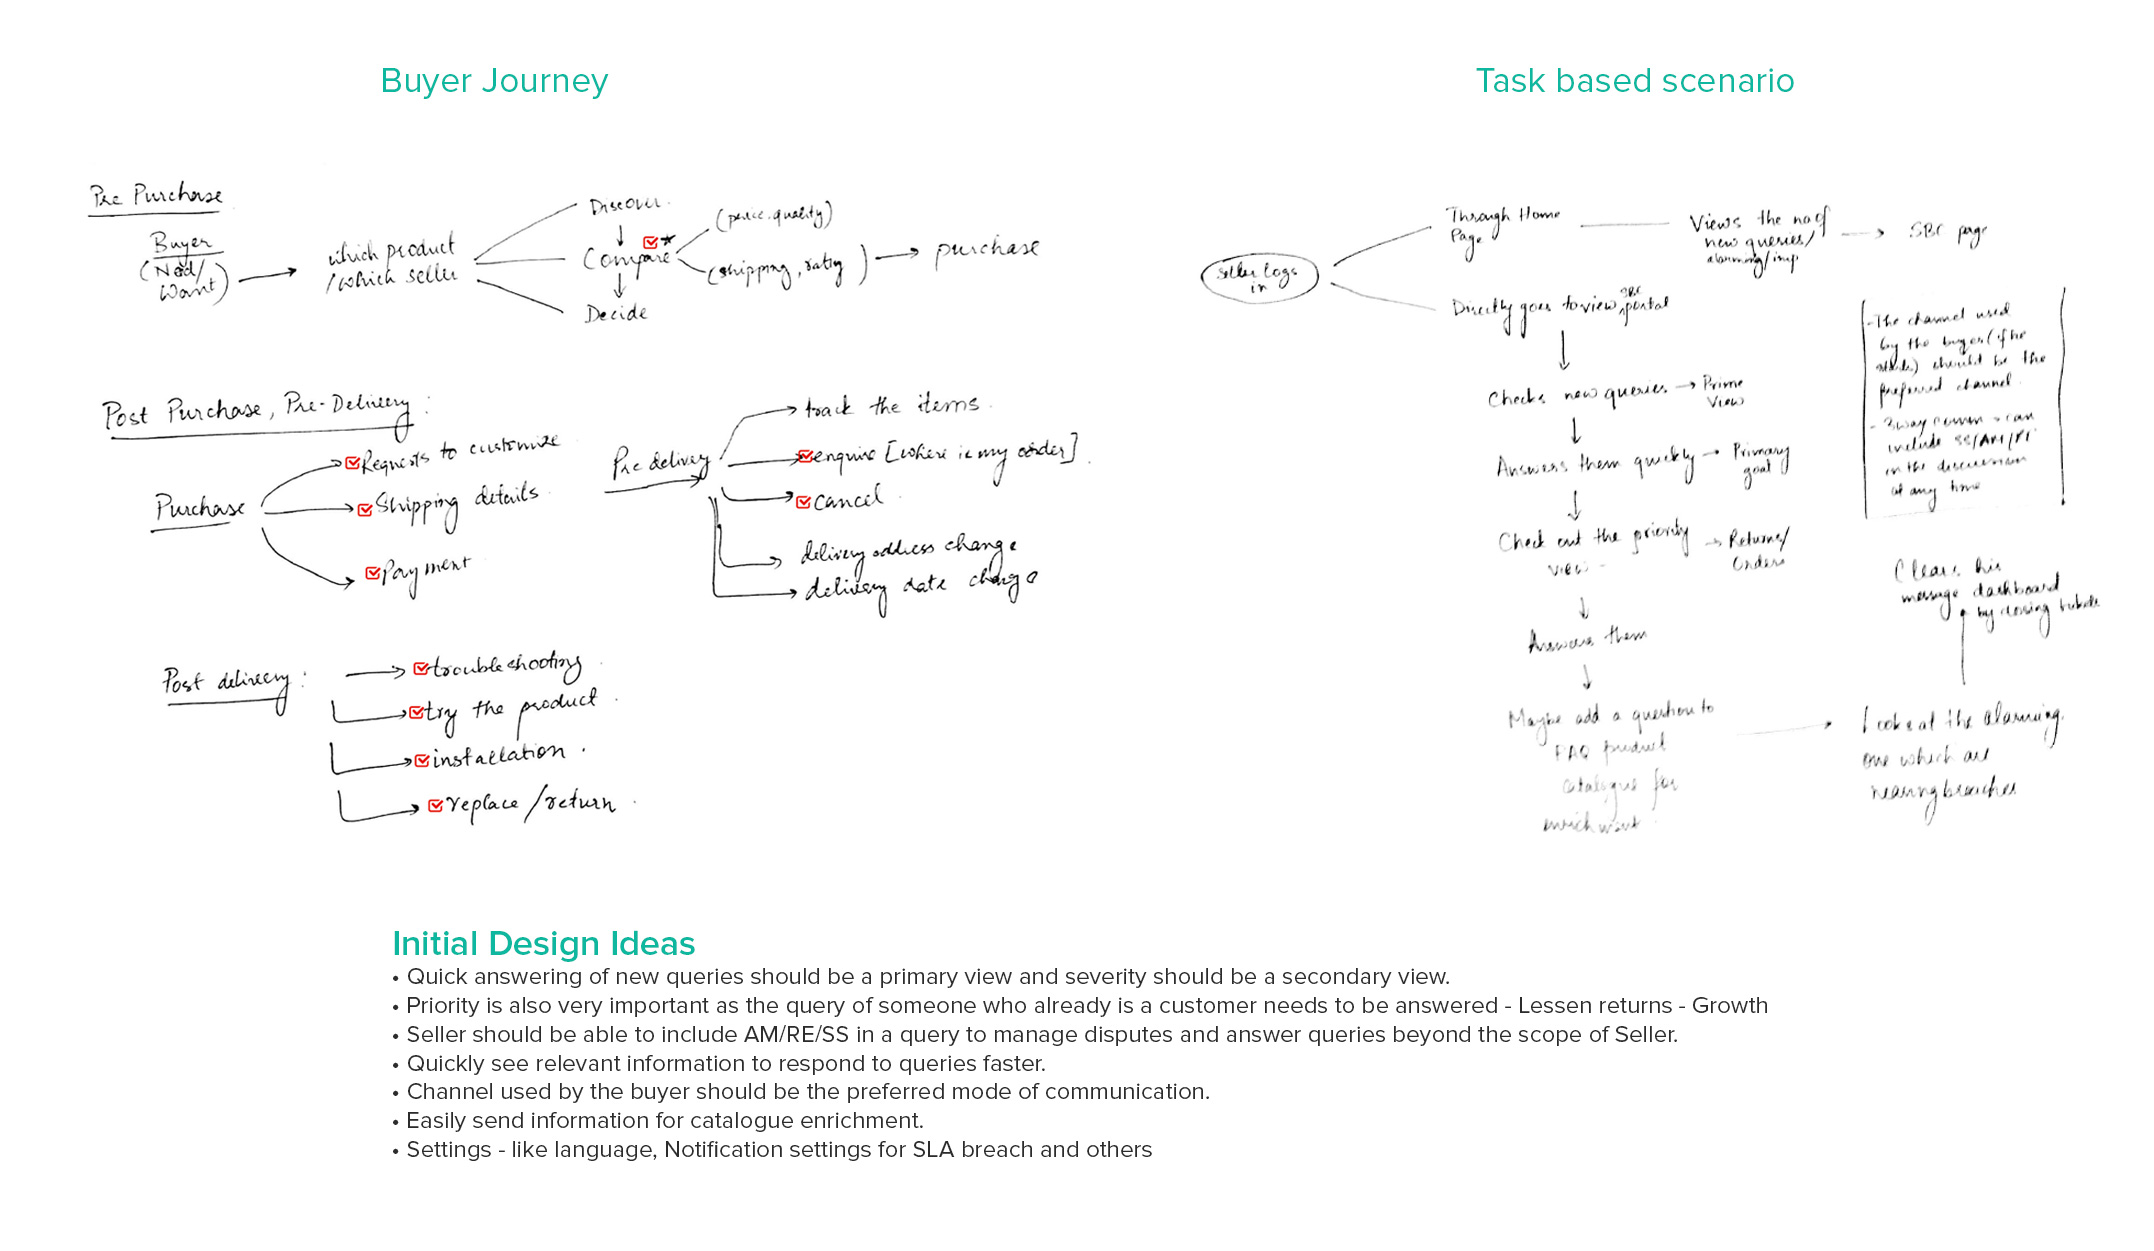 Buyer Journey
Task based scenario
Pre Purchase
Buyer
(Need/
Want)
which product
/which seller
Discover
Compare
Decide
(price, quality)
(shipping, rating)
purchase
Post Purchase, Pre-Delivery:
Purchase
Requests to customize
Shipping details
Payment
Pre delivery
track the items
enquire [where is my order]
cancel
delivery address change
delivery date change
Post delivery:
troubleshooting
try the product
installation
replace/return
Seller logs
in
Through Home
Page
Views the no of
new queries/
alarming/imp
SBC page
Directly goes to view SBC portal
Checks new queries
Prime
View
Answers them quickly
Primary
goal
Check out the priority
view
Returns/
Orders
Answers them
Maybe add a question to
FAQ product
catalogue for
enrichment
Looks at the alarming
one which are
nearing breaches
Clears his
message dashboard
by closing
- The channel used
by the buyer (if he
) should be the
preferred channel
- 3way comm can
include SS/AM/
in the discussion
at any time
Initial Design Ideas
• Quick answering of new queries should be a primary view and severity should be a secondary view.
• Priority is also very important as the query of someone who already is a customer needs to be answered - Lessen returns - Growth
• Seller should be able to include AM/RE/SS in a query to manage disputes and answer queries beyond the scope of Seller.
• Quickly see relevant information to respond to queries faster.
• Channel used by the buyer should be the preferred mode of communication.
• Easily send information for catalogue enrichment.
• Settings - like language, Notification settings for SLA breach and others